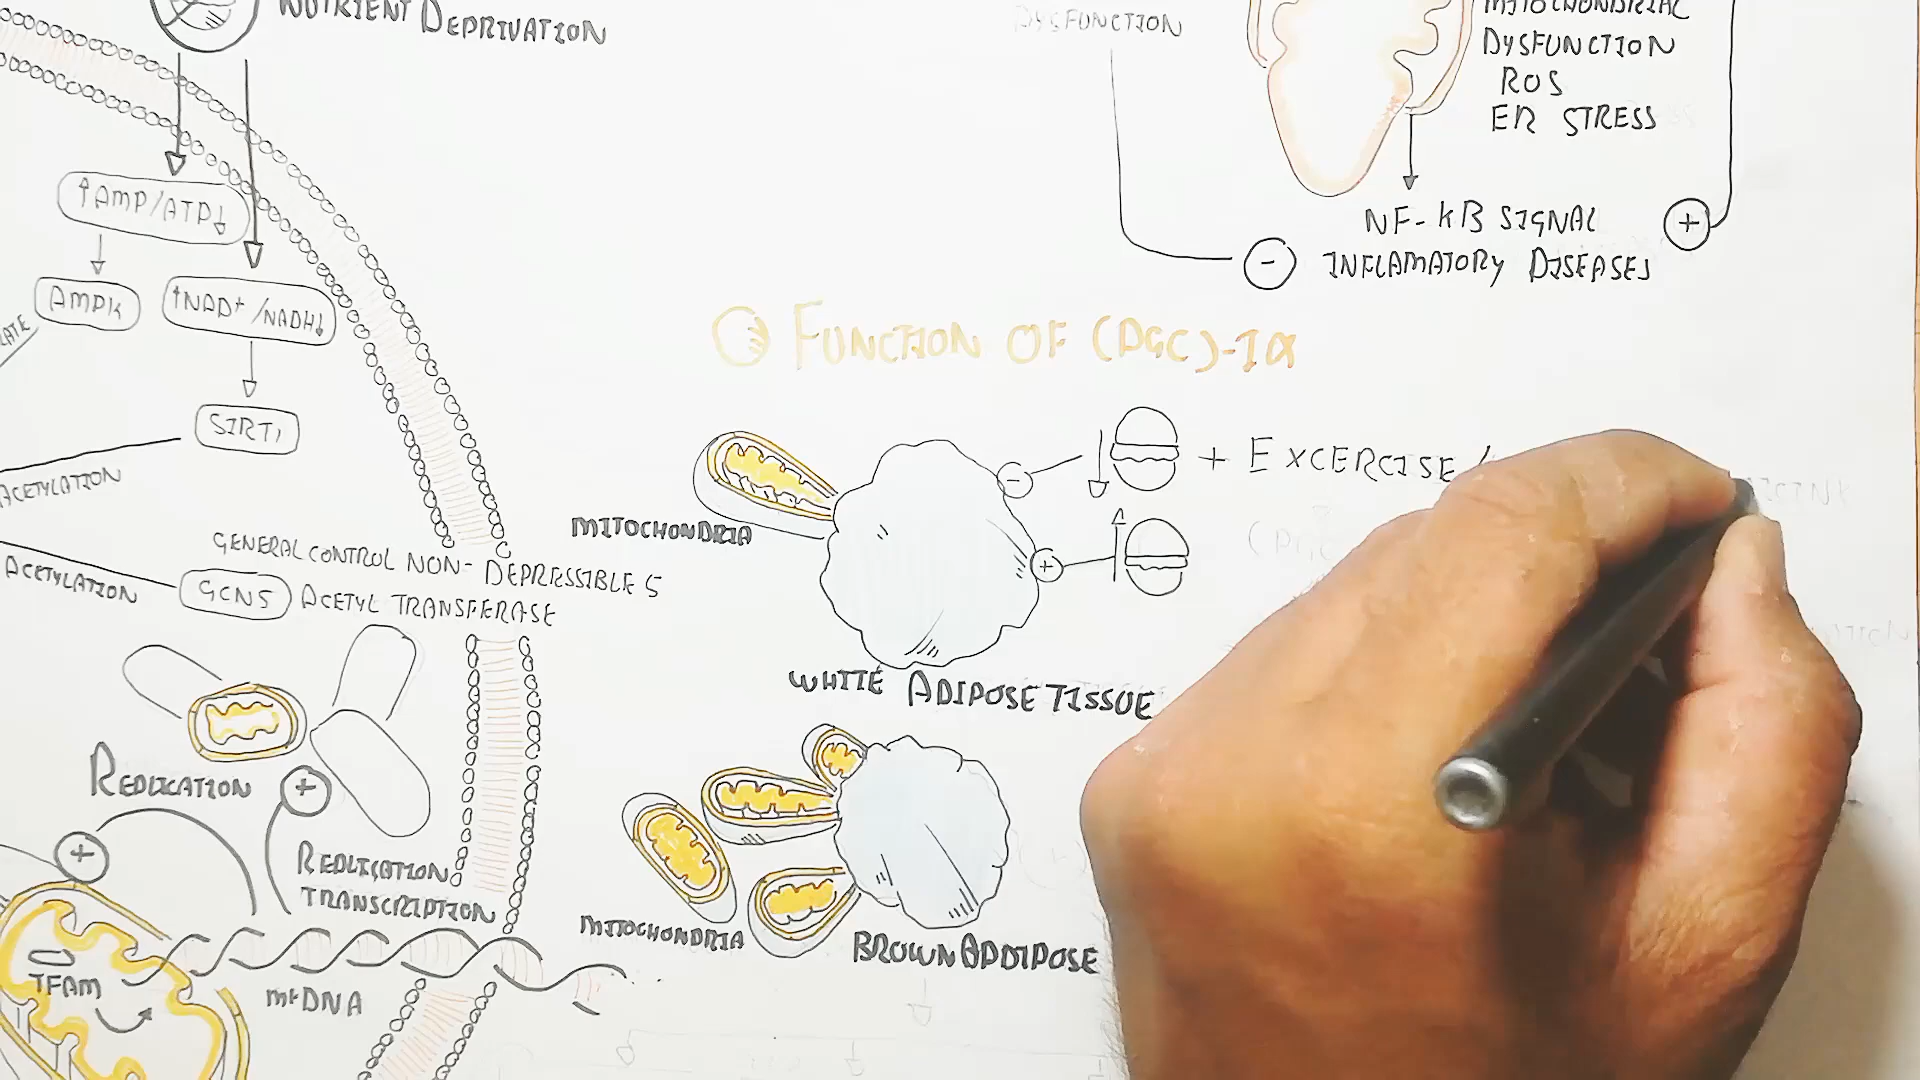 NUTRIENT DEPRIVATION
↑AMP/ATP↓
AMPK
↑NAD+/NADH↓
SIRT1
ACETYLATION
GENERAL CONTROL NON-DEPRESSIBLE 5
ACETYLATION
GCN5 ACETYL TRANSFERASE
REPLICATION
+
+
REPLICATION
TRANSCRIPTION
TFAM
mtDNA
DYSFUNCTION
MITOCHONDRIAL
DYSFUNCTION
ROS
ER STRESS
NF-KB SIGNAL
+
- INFLAMATORY DISEASES
FUNCTION OF (PGC)-1α
- + EXCERCISE/
MITOCHONDRIA
+
WHITE ADIPOSE TISSUE
MITOCHONDRIA
BROWN ADDIPOSE